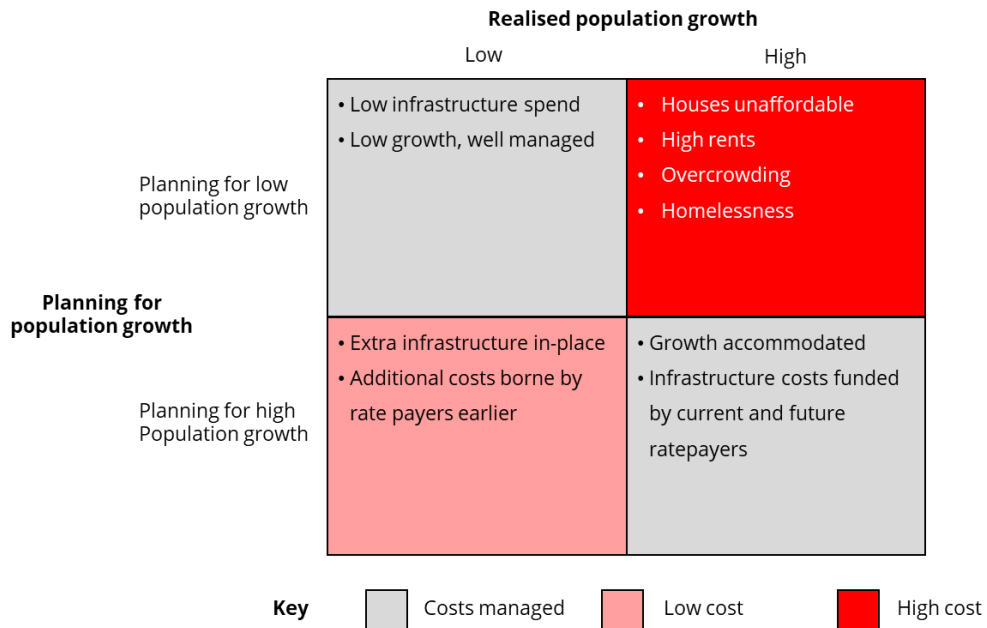 Realised population growth
Low High
Planning for low
population growth
• Low infrastructure spend
• Low growth, well managed
• Houses unaffordable
• High rents
• Overcrowding
• Homelessness
Planning for
population growth
Planning for high
Population growth
• Extra infrastructure in-place
• Additional costs borne by
rate payers earlier
• Growth accommodated
• Infrastructure costs funded
by current and future
ratepayers
Key Costs managed Low cost High cost